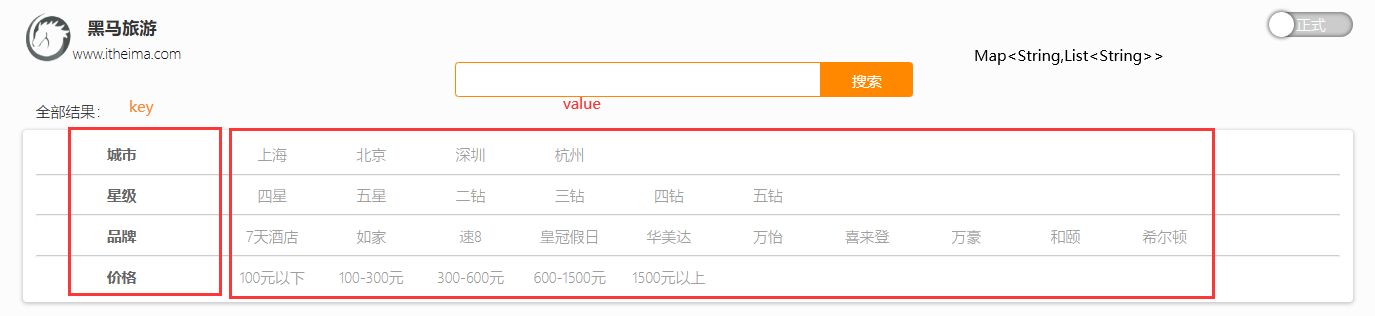 黑马旅游
www.itheima.com
正式
Map<String,List<String>>
搜索
全部结果：
key
value
城市 上海 北京 深圳 杭州
星级 四星 五星 二钻 三钻 四钻 五钻
品牌 7天酒店 如家 速8 皇冠假日 华美达 万怡 喜来登 万豪 和颐 希尔顿
价格 100元以下 100-300元 300-600元 600-1500元 1500元以上